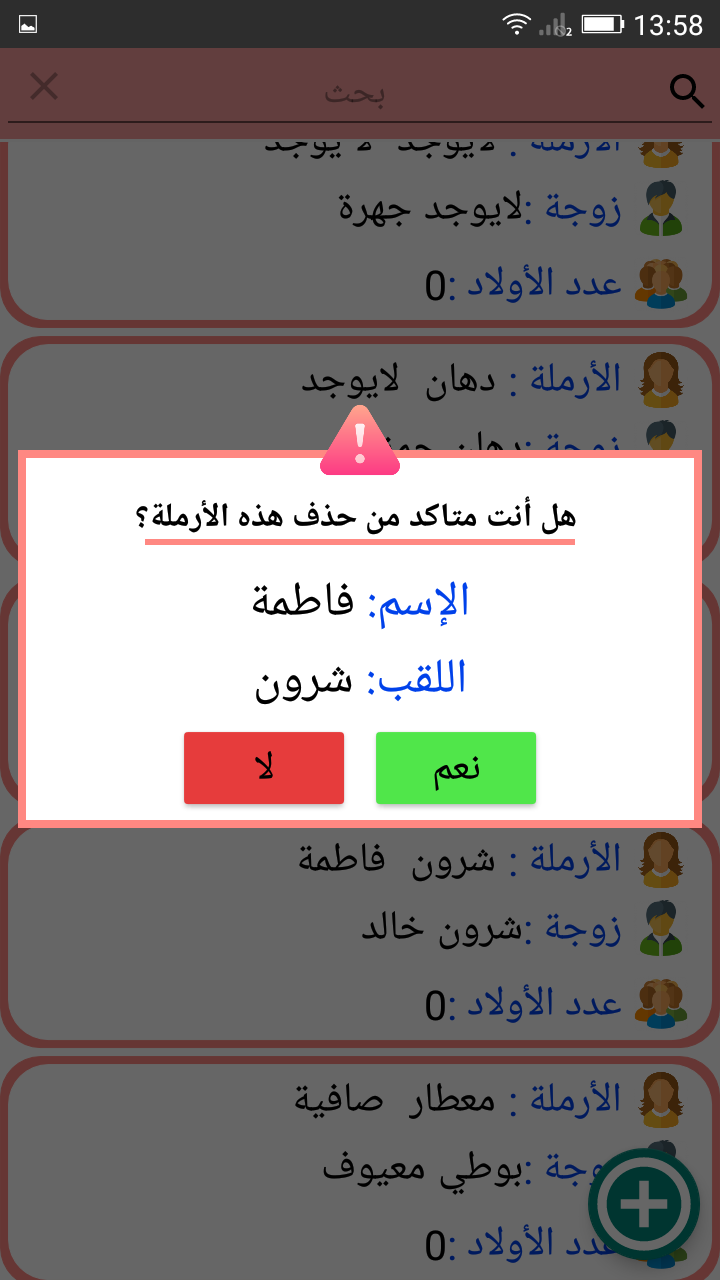 13:58
بحث
الأرملة : لايوجد لا يوجد
زوجة :لايوجد جهرة
عدد الأولاد :0
الأرملة : دهان لايوجد
زوجة :دهان
هل أنت متاكد من حذف هذه الأرملة؟
الإسم: فاطمة
اللقب: شرون
نعم
لا
الأرملة : شرون فاطمة
زوجة :شرون خالد
عدد الأولاد :0
الأرملة : معطار صافية
زوجة :بوطي معيوف
عدد الأولاد :0